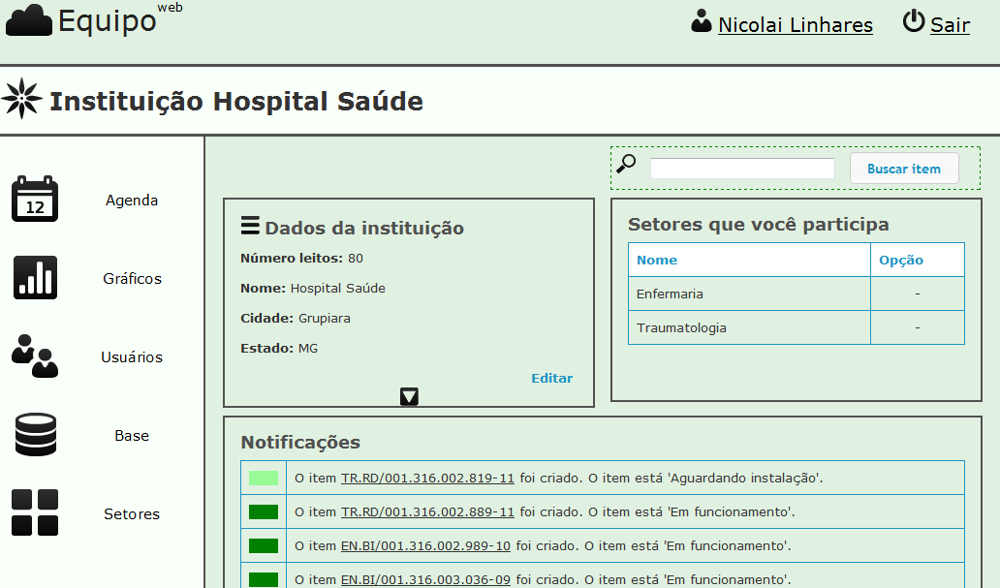 Equipo web
Nicolai Linhares
Sair
Instituição Hospital Saúde
12
Agenda
Gráficos
Usuários
Base
Setores
Buscar item
Dados da instituição
Número leitos: 80
Nome: Hospital Saúde
Cidade: Grupiara
Estado: MG
Editar
Setores que você participa
Nome Opção
Enfermaria -
Traumatologia -
Notificações
O item TR.RD/001.316.002.819-11 foi criado. O item está 'Aguardando instalação'.
O item TR.RD/001.316.002.889-11 foi criado. O item está 'Em funcionamento'.
O item EN.BI/001.316.002.989-10 foi criado. O item está 'Em funcionamento'.
O item EN.BI/001.316.003.036-09 foi criado. O item está 'Em funcionamento'.